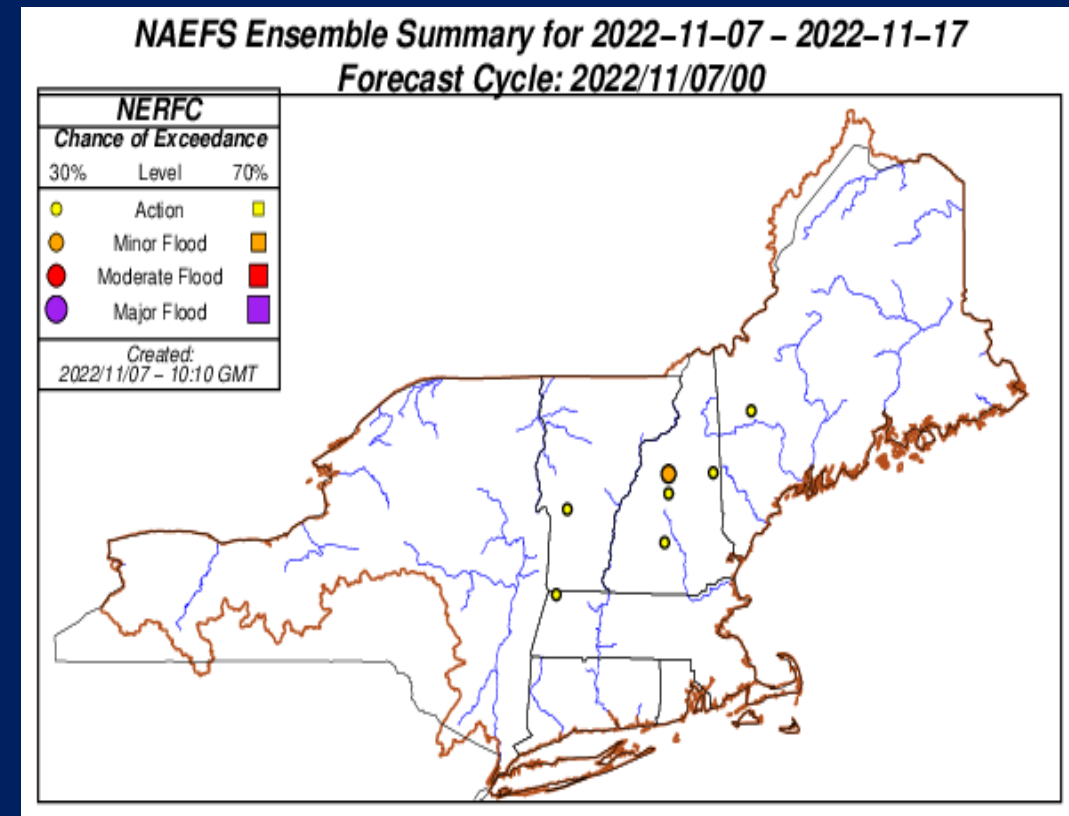 NAEFS Ensemble Summary for 2022–11–07 – 2022–11–17
Forecast Cycle: 2022/11/07/00
NERFC
Chance of Exceedance
30% Level 70%
Action
Minor Flood
Moderate Flood
Major Flood
Created:
2022/11/07 – 10:10 GMT